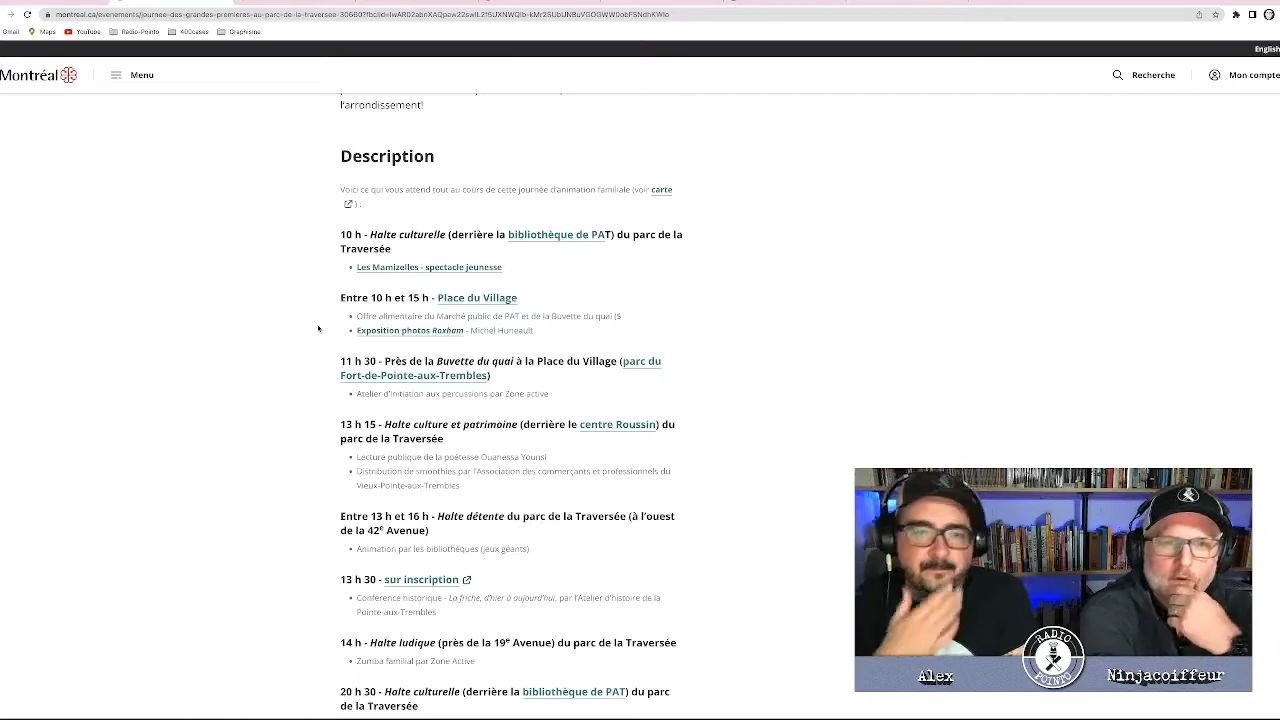 montreal.ca/evenements/journee-des-grandes-premieres-au-parc-de-la-traversee-30660?fbclid=
Gmail Maps YouTube Radio-Pointo 400cases Graphisme
English
Montréal Menu Recherche Mon compte
l'arrondissement!
Description
Voici ce qui vous attend tout au cours de cette journée d'animation familiale (voir carte
) :
10 h - Halte culturelle (derrière la bibliothèque de PAT) du parc de la
Traversée
Les Mamizelles - spectacle jeunesse
Entre 10 h et 15 h - Place du Village
Offre alimentaire du Marché public de PAT et de la Buvette du quai ($
Exposition photos Roxham - Michel Huneault
11 h 30 - Près de la Buvette du quai à la Place du Village (parc du
Fort-de-Pointe-aux-Trembles)
Atelier d'initiation aux percussions par Zone active
13 h 15 - Halte culture et patrimoine (derrière le centre Roussin) du
parc de la Traversée
Lecture publique de la poétesse Ouanessa Younsi
Distribution de smoothies par l'Association des commerçants et professionnels du
Vieux-Pointe-aux-Trembles
Entre 13 h et 16 h - Halte détente du parc de la Traversée (à l'ouest
de la 42e Avenue)
Animation par les bibliothèques (jeux géants)
13 h 30 - sur inscription
Conférence historique - La friche, d'hier à aujourd'hui, par l'Atelier d'histoire de la
Pointe-aux-Trembles
14 h - Halte ludique (près de la 19e Avenue) du parc de la Traversée
Zumba familial par Zone Active
20 h 30 - Halte culturelle (derrière la bibliothèque de PAT) du parc
de la Traversée
RADIO
POINTO
Alex
Ninjacoiffeur